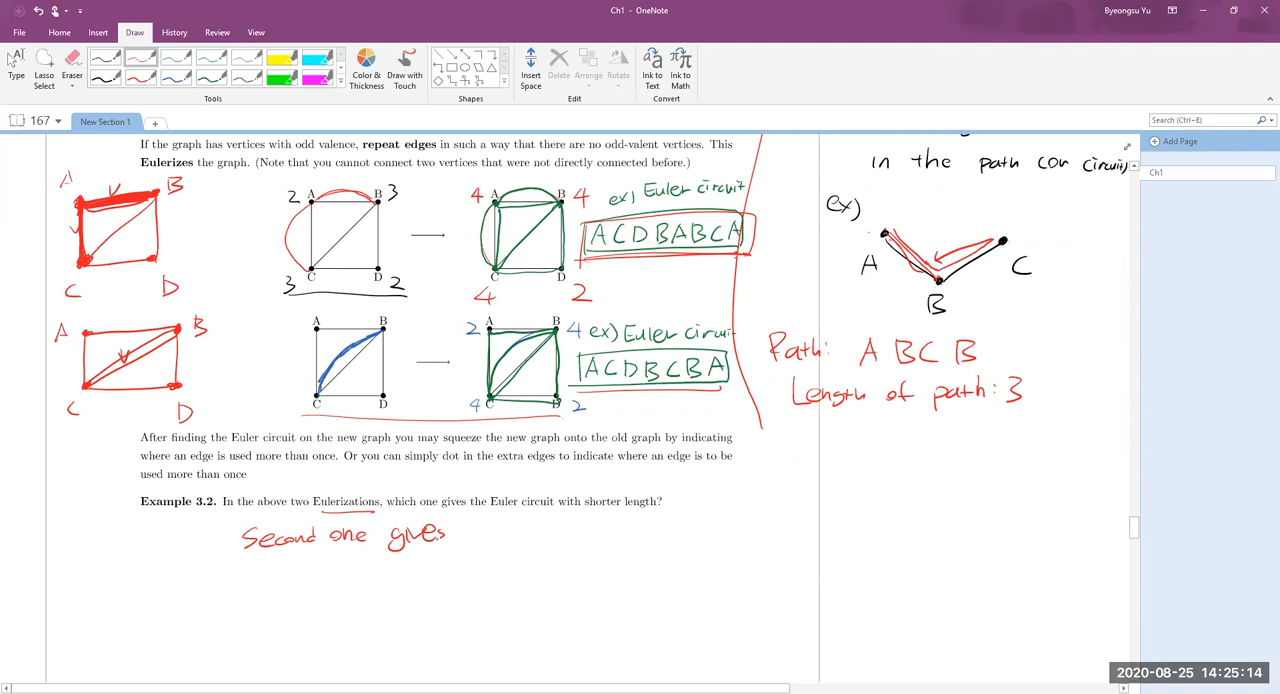 Ch1 - OneNote
Byeongsu Yu
File Home Insert Draw History Review View
Type
Lasso Select
Eraser
Color & Thickness
Draw with Touch
Insert Space
Delete
Arrange
Rotate
Ink to Text
Ink to Math
Tools
Shapes
Edit
Convert
167
New Section 1
Search (Ctrl+E)
Add Page
Ch1
If the graph has vertices with odd valence, repeat edges in such a way that there are no odd-valent vertices. This
Eulerizes the graph. (Note that you cannot connect two vertices that were not directly connected before.)
A B
C D
2 A B 3
3 C D 2
4 A B 4
4 C D 2
ex) Euler circuit
ACDBABCA
A B
C D
A B
C D
2 A B 4
4 C D 2
ex) Euler circuit
ACDBCBA
After finding the Euler circuit on the new graph you may squeeze the new graph onto the old graph by indicating
where an edge is used more than once. Or you can simply dot in the extra edges to indicate where an edge is to be
used more than once
Example 3.2. In the above two Eulerizations, which one gives the Euler circuit with shorter length?
Second one gives
in the path cor circuit)
ex)
A B C
Path: A B C B
Length of path: 3
2020-08-25 14:25:14